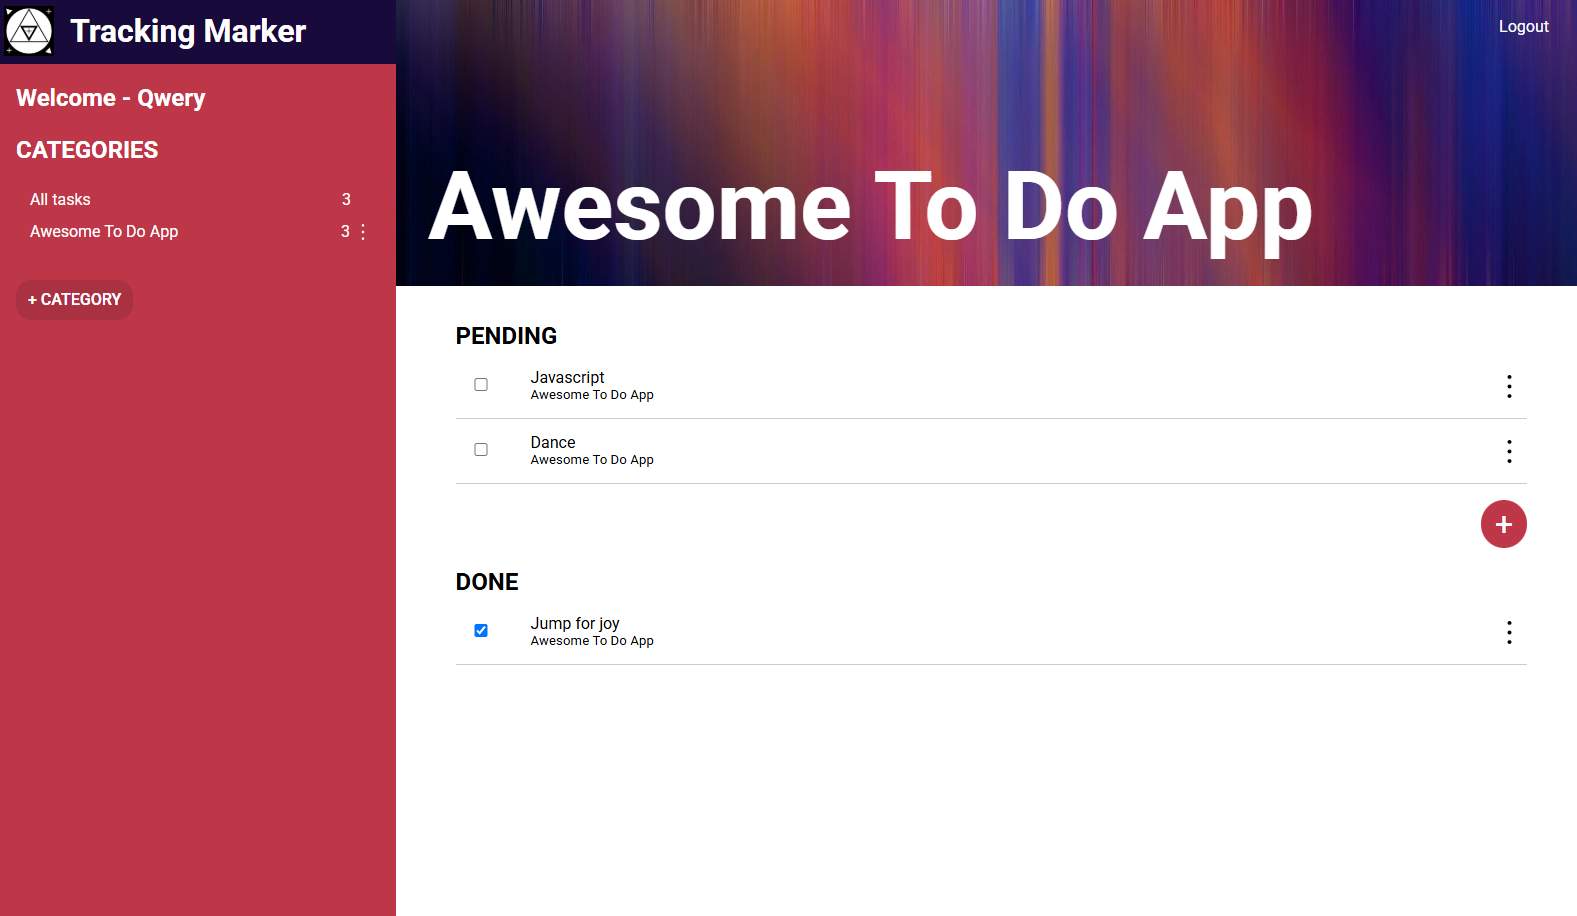 Tracking Marker
Logout
Welcome - Qwery
CATEGORIES
All tasks 3
Awesome To Do App 3
+ CATEGORY
Awesome To Do App
PENDING
Javascript
Awesome To Do App
Dance
Awesome To Do App
+
DONE
Jump for joy
Awesome To Do App